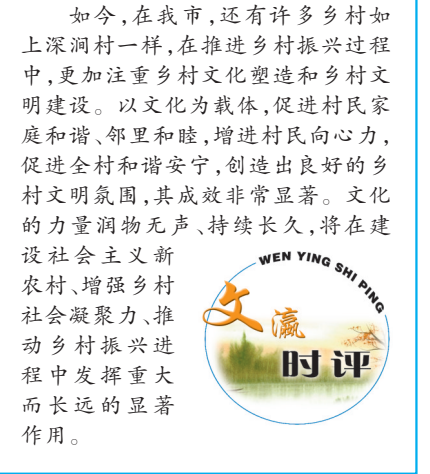 如今,在我市,还有许多乡村如
上深涧村一样,在推进乡村振兴过程
中,更加注重乡村文化塑造和乡村文
明建设。以文化为载体,促进村民家
庭和谐、邻里和睦,增进村民向心力,
促进全村和谐安宁,创造出良好的乡
村文明氛围,其成效非常显著。文化
的力量润物无声、持续长久,将在建
设社会主义新
农村、增强乡村
社会凝聚力、推
动乡村振兴进
程中发挥重大
而长远的显著
作用。
WEN YING SHI PING
文瀛
时评